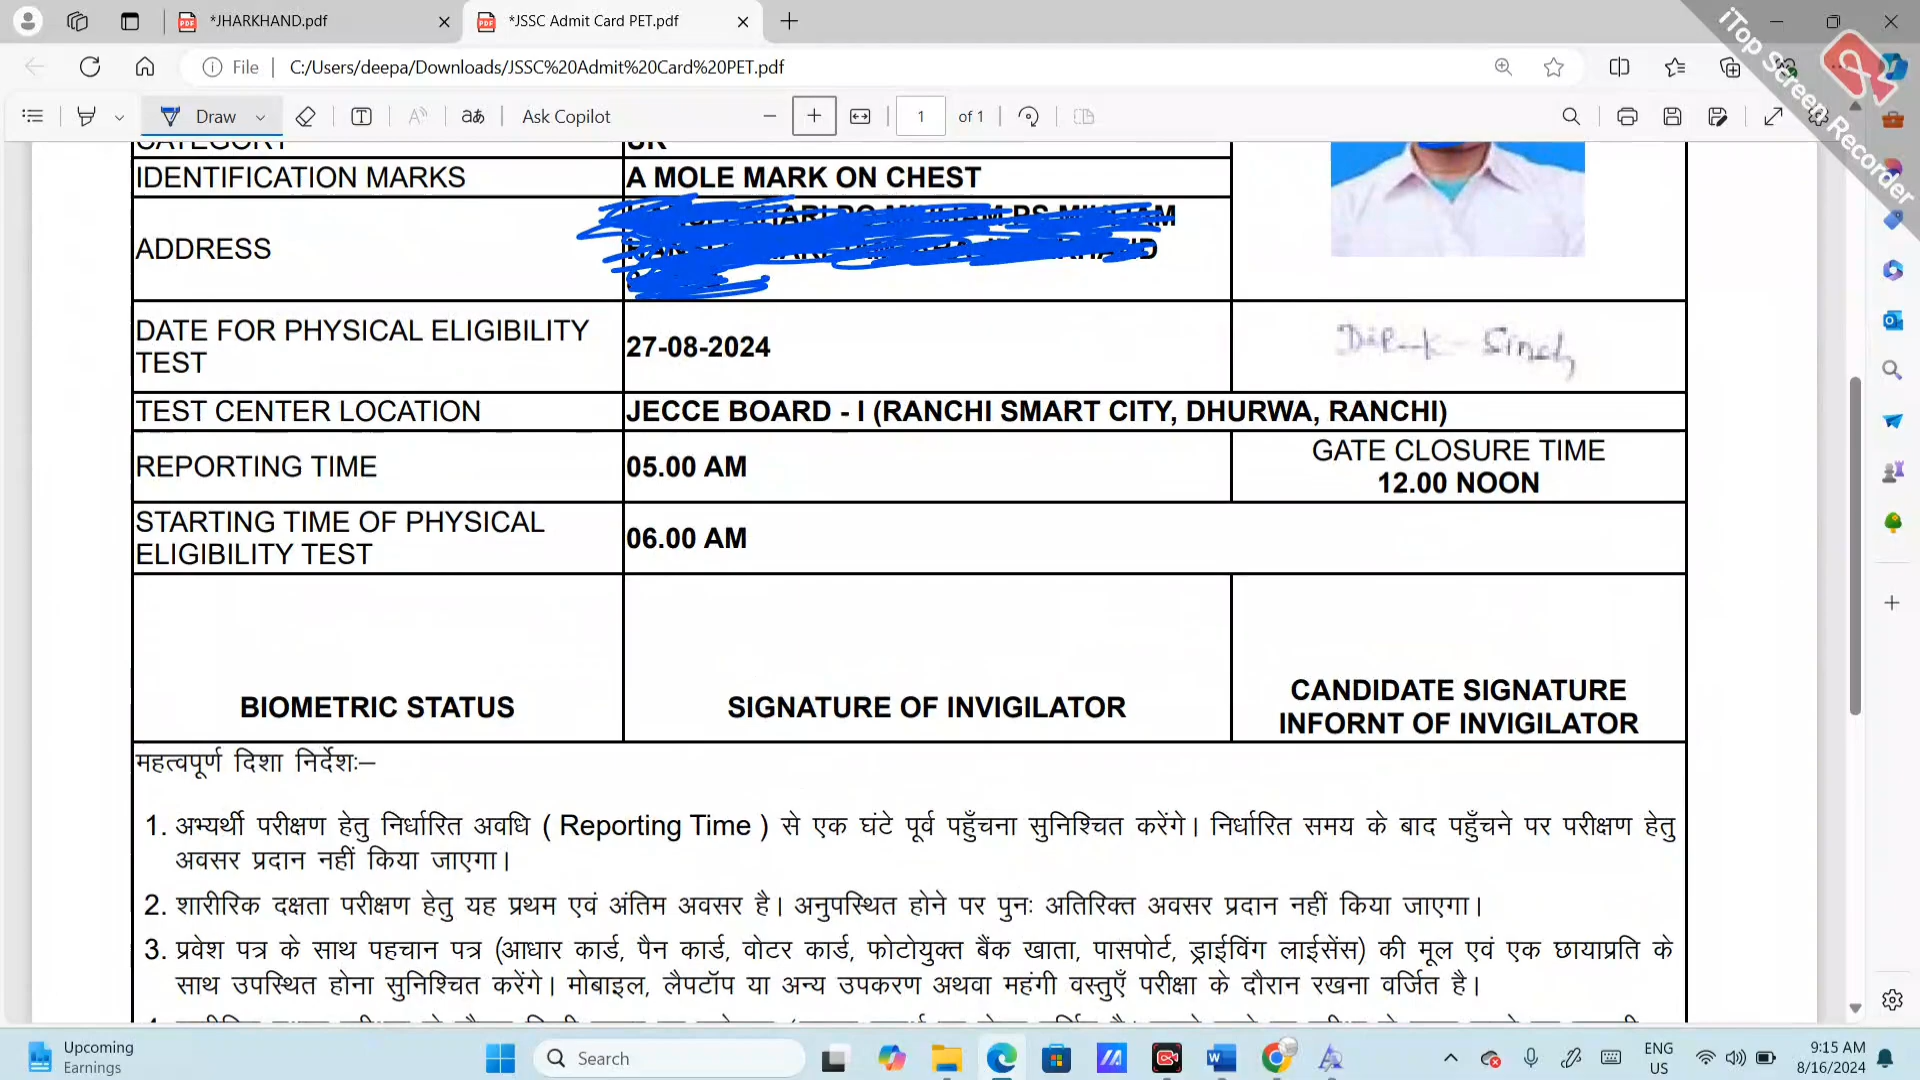 *JHARKHAND.pdf
*JSSC Admit Card PET.pdf
File
C:/Users/deepa/Downloads/JSSC%20Admit%20Card%20PET.pdf
iTop Screen Recorder
Draw
aあ
Ask Copilot
1 of 1
CATEGORY
UR
IDENTIFICATION MARKS
A MOLE MARK ON CHEST
ADDRESS
DATE FOR PHYSICAL ELIGIBILITY
TEST
27-08-2024
Singh
TEST CENTER LOCATION
JECCE BOARD - I (RANCHI SMART CITY, DHURWA, RANCHI)
REPORTING TIME
05.00 AM
GATE CLOSURE TIME
12.00 NOON
STARTING TIME OF PHYSICAL
ELIGIBILITY TEST
06.00 AM
BIOMETRIC STATUS
SIGNATURE OF INVIGILATOR
CANDIDATE SIGNATURE
INFORNT OF INVIGILATOR
महत्वपूर्ण दिशा निर्देशः—
1. अभ्यर्थी परीक्षण हेतु निर्धारित अवधि ( Reporting Time ) से एक घंटे पूर्व पहुँचना सुनिश्चित करेंगे। निर्धारित समय के बाद पहुँचने पर परीक्षण हेतु
अवसर प्रदान नहीं किया जाएगा।
2. शारीरिक दक्षता परीक्षण हेतु यह प्रथम एवं अंतिम अवसर है। अनुपस्थित होने पर पुनः अतिरिक्त अवसर प्रदान नहीं किया जाएगा।
3. प्रवेश पत्र के साथ पहचान पत्र (आधार कार्ड, पैन कार्ड, वोटर कार्ड, फोटोयुक्त बैंक खाता, पासपोर्ट, ड्राईविंग लाईसेंस) की मूल एवं एक छायाप्रति के
साथ उपस्थित होना सुनिश्चित करेंगे। मोबाइल, लैपटॉप या अन्य उपकरण अथवा महंगी वस्तुएँ परीक्षा के दौरान रखना वर्जित है।
Upcoming
Earnings
Search
ENG
US
9:15 AM
8/16/2024